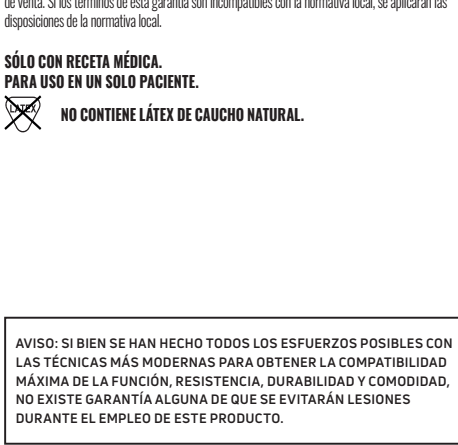 de venta. Si los términos de esta garantía son incompatibles con la normativa local, se aplicarán las
disposiciones de la normativa local.
SÓLO CON RECETA MÉDICA.
PARA USO EN UN SOLO PACIENTE.
LATEX
NO CONTIENE LÁTEX DE CAUCHO NATURAL.
AVISO: SI BIEN SE HAN HECHO TODOS LOS ESFUERZOS POSIBLES CON
LAS TÉCNICAS MÁS MODERNAS PARA OBTENER LA COMPATIBILIDAD
MÁXIMA DE LA FUNCIÓN, RESISTENCIA, DURABILIDAD Y COMODIDAD,
NO EXISTE GARANTÍA ALGUNA DE QUE SE EVITARÁN LESIONES
DURANTE EL EMPLEO DE ESTE PRODUCTO.